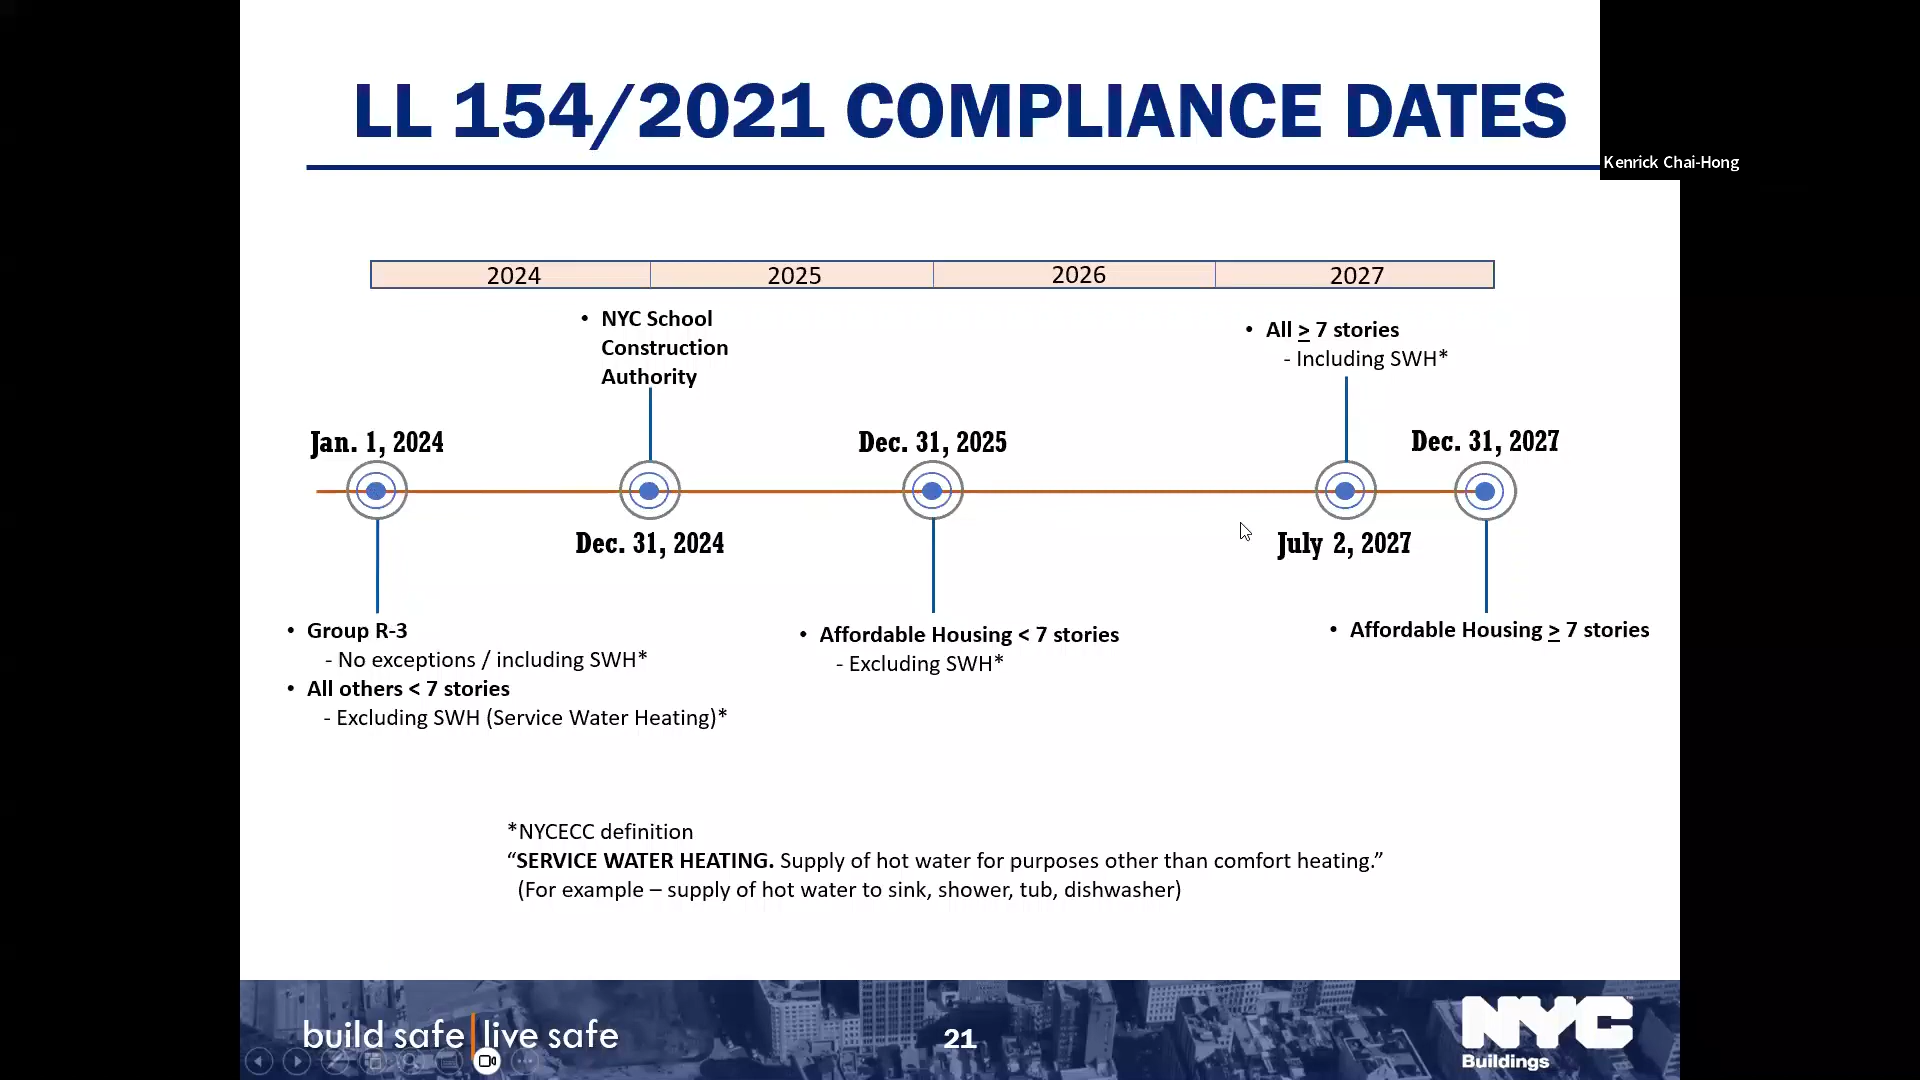 LL 154/2021 COMPLIANCE DATES
Kenrick Chai-Hong
2024 2025 2026 2027
• NYC School
Construction
Authority
• All ≥ 7 stories
- Including SWH*
Jan. 1, 2024
Dec. 31, 2025
Dec. 31, 2027
Dec. 31, 2024
July 2, 2027
• Group R-3
- No exceptions / including SWH*
• All others < 7 stories
- Excluding SWH (Service Water Heating)*
• Affordable Housing < 7 stories
- Excluding SWH*
• Affordable Housing ≥ 7 stories
*NYCECC definition
“SERVICE WATER HEATING. Supply of hot water for purposes other than comfort heating.”
(For example – supply of hot water to sink, shower, tub, dishwasher)
build safe | live safe
21
NYC
Buildings